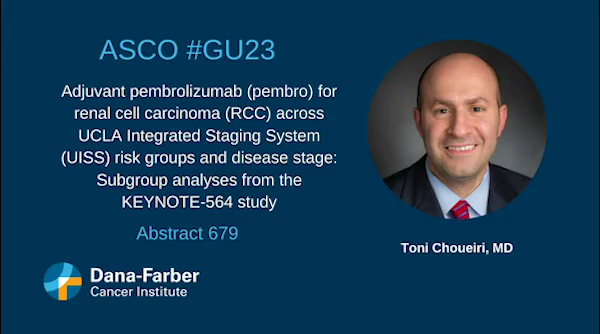 ASCO #GU23
Adjuvant pembrolizumab (pembro) for
renal cell carcinoma (RCC) across
UCLA Integrated Staging System
(UISS) risk groups and disease stage:
Subgroup analyses from the
KEYNOTE-564 study
Abstract 679
Toni Choueiri, MD
Dana-Farber
Cancer Institute